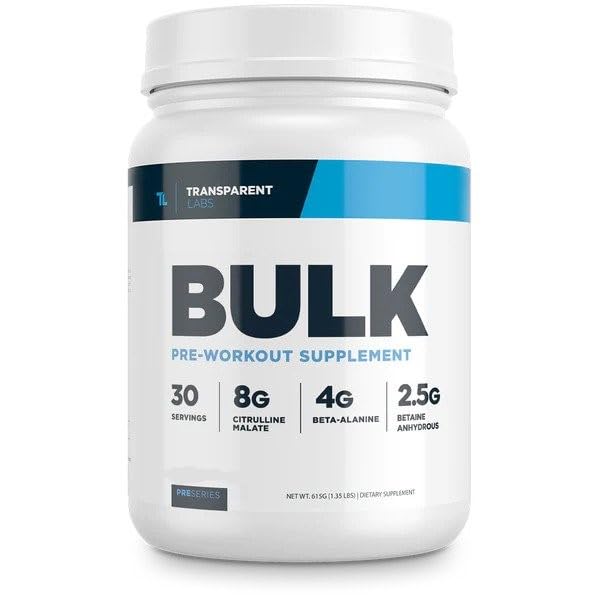 TL
TRANSPARENT
LABS
BULK
PRE-WORKOUT SUPPLEMENT
30
SERVINGS
8G
CITRULLINE
MALATE
4G
BETA-ALANINE
2.5G
BETAINE
ANHYDROUS
PRESERIES
NET WT. 615G (1.35 LBS) | DIETARY SUPPLEMENT